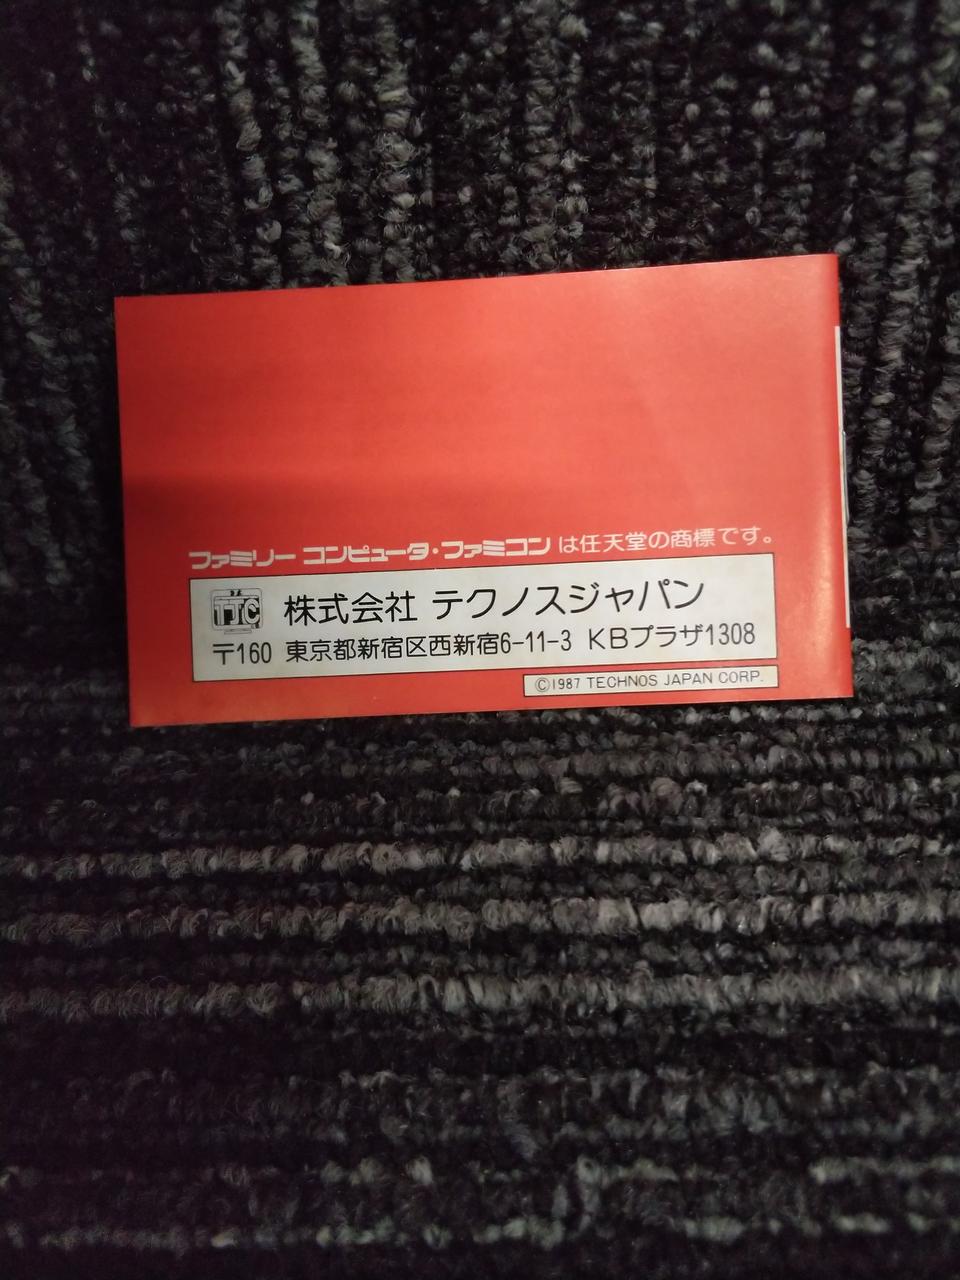 ファミリー コンピュータ・ファミコン は任天堂の商標です。
TJC 株式会社 テクノスジャパン
〒160 東京都新宿区西新宿6-11-3 KBプラザ1308
©1987 TECHNOS JAPAN CORP.